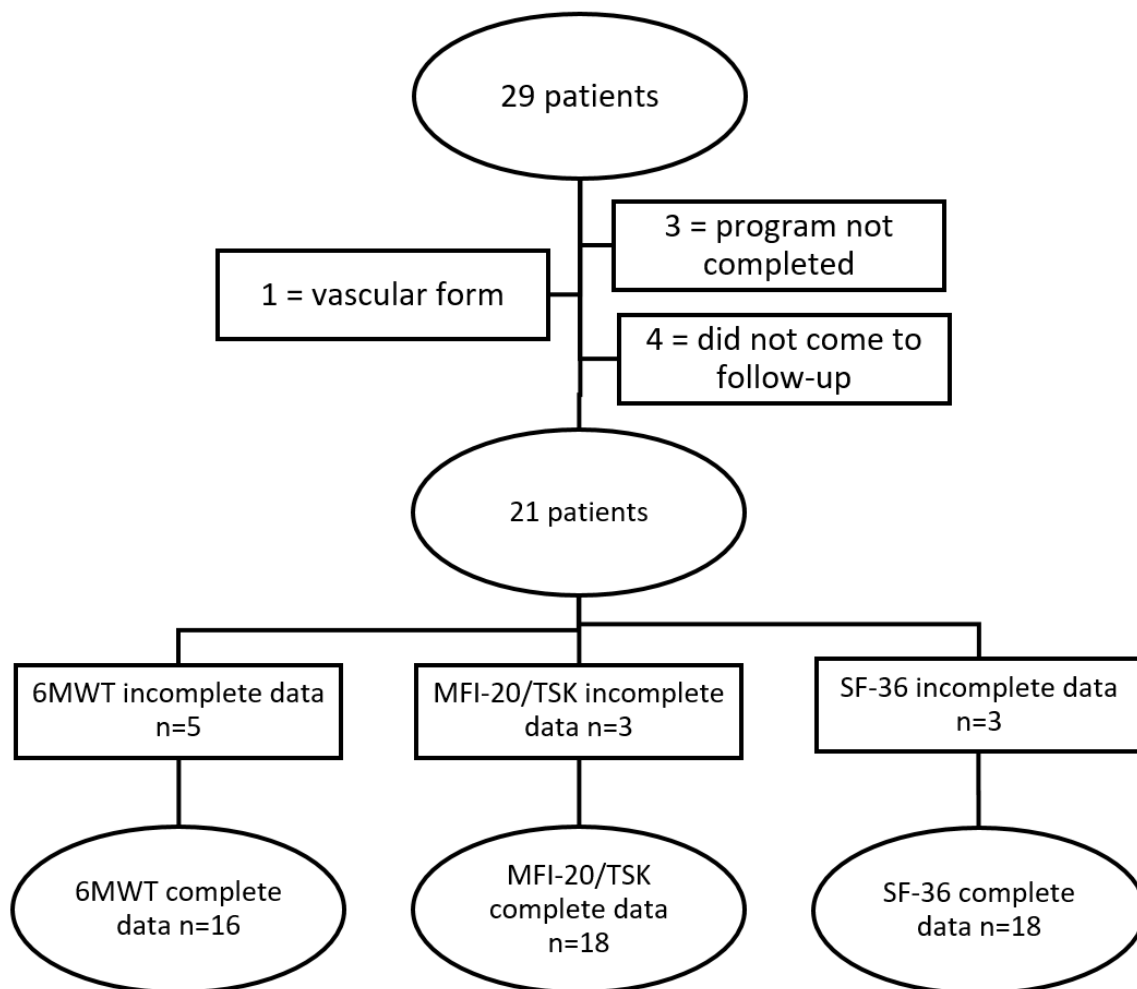 29 patients
3 = program not
completed
1 = vascular form
4 = did not come to
follow-up
21 patients
6MWT incomplete data
n=5
MFI-20/TSK incomplete
data n=3
SF-36 incomplete data
n=3
6MWT complete
data n=16
MFI-20/TSK
complete data
n=18
SF-36 complete
data n=18